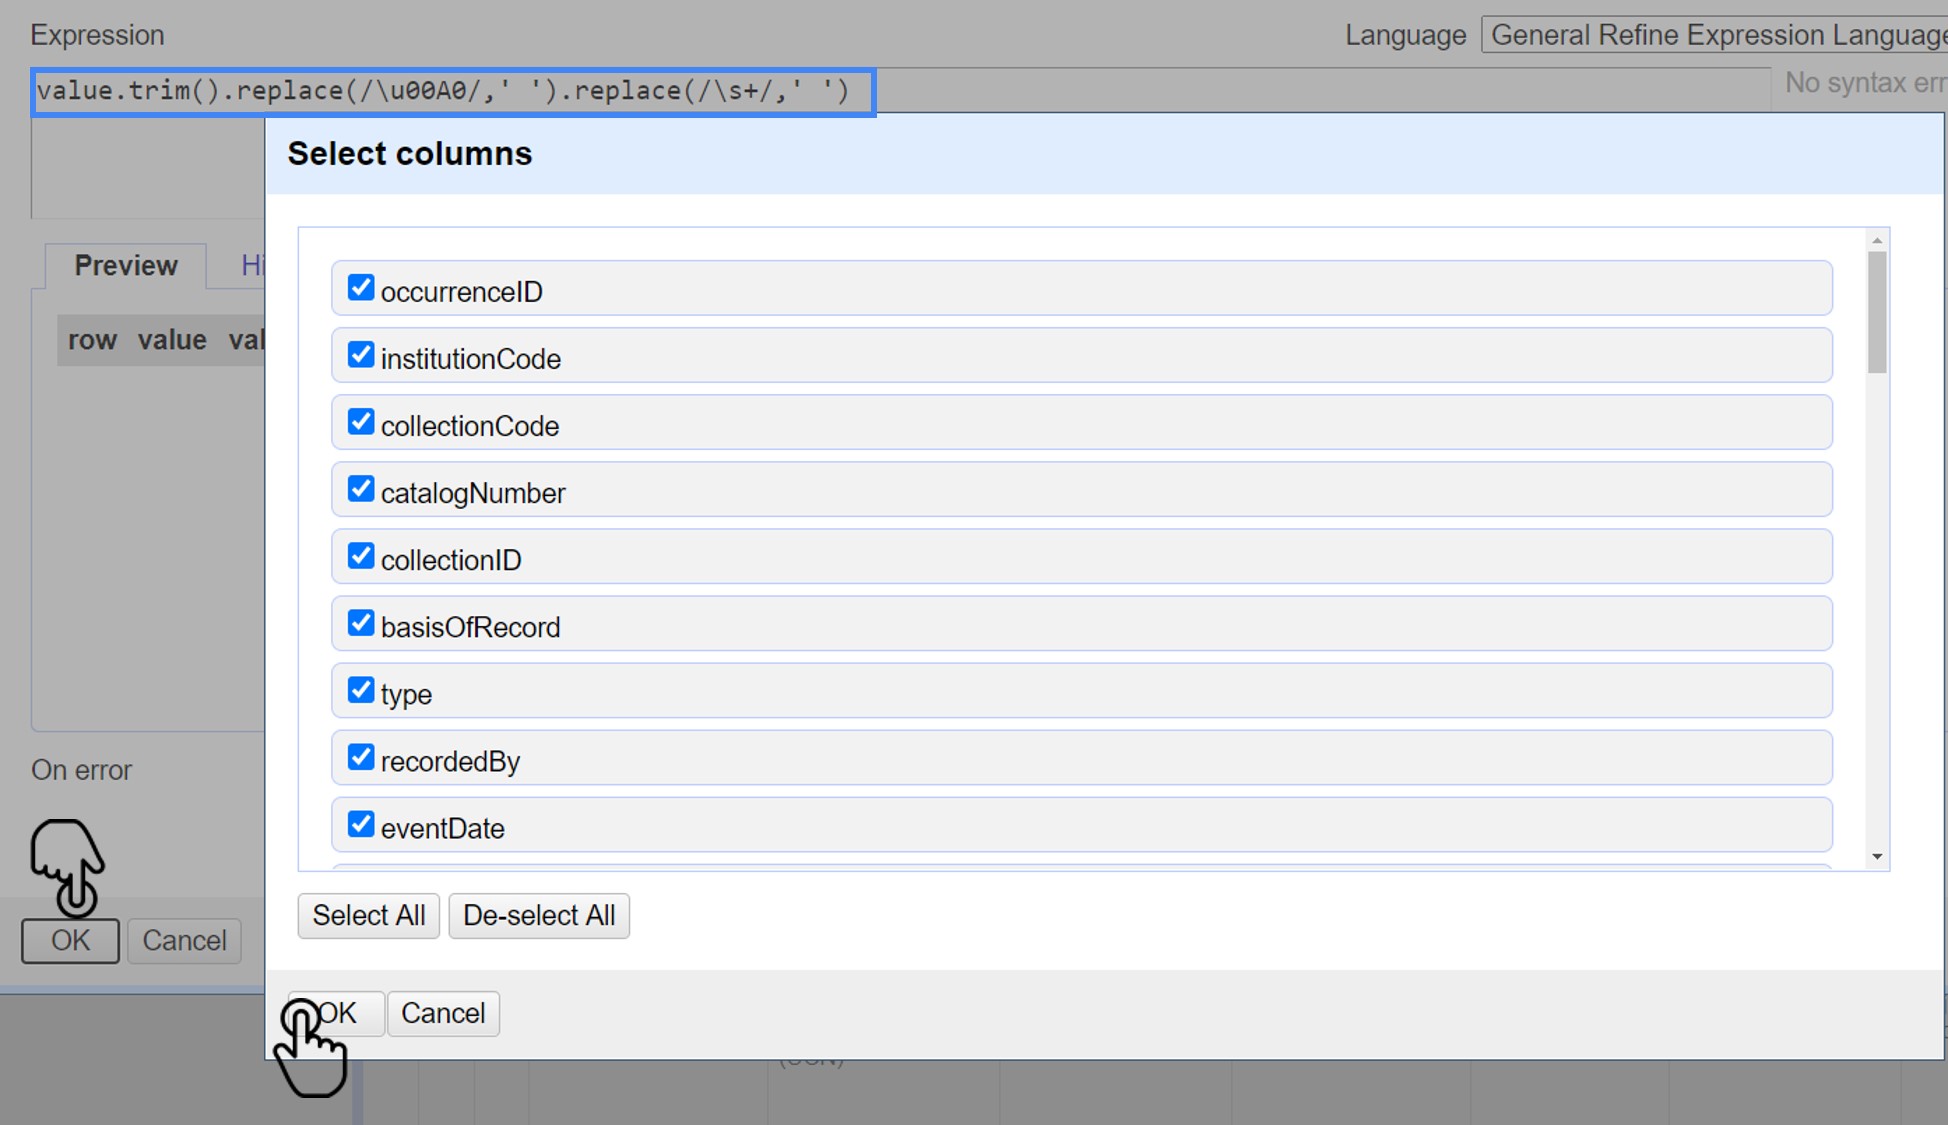 Expression
Language General Refine Expression Language
value.trim().replace(/\u00A0/,' ').replace(/\s+/,' ')
No syntax err
Select columns
Preview
Hi
row value val
occurrenceID
institutionCode
collectionCode
catalogNumber
collectionID
basisOfRecord
type
recordedBy
eventDate
On error
Select All De-select All
OK Cancel
OK Cancel